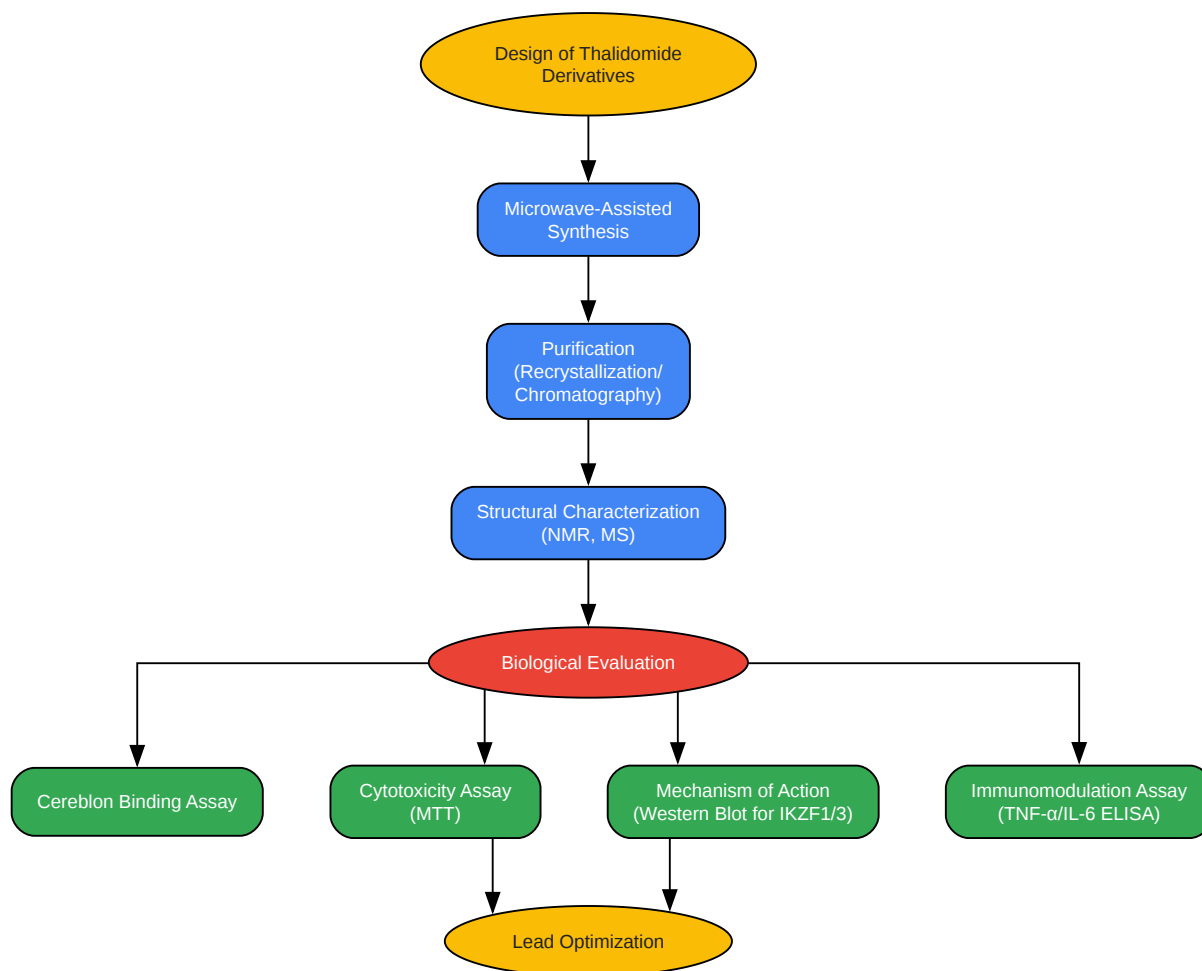 Design of Thalidomide
Derivatives
Microwave-Assisted
Synthesis
Purification
(Recrystallization/
Chromatography)
Structural Characterization
(NMR, MS)
Biological Evaluation
Cereblon Binding Assay
Cytotoxicity Assay
(MTT)
Mechanism of Action
(Western Blot for IKZF1/3)
Immunomodulation Assay
(TNF-α/IL-6 ELISA)
Lead Optimization